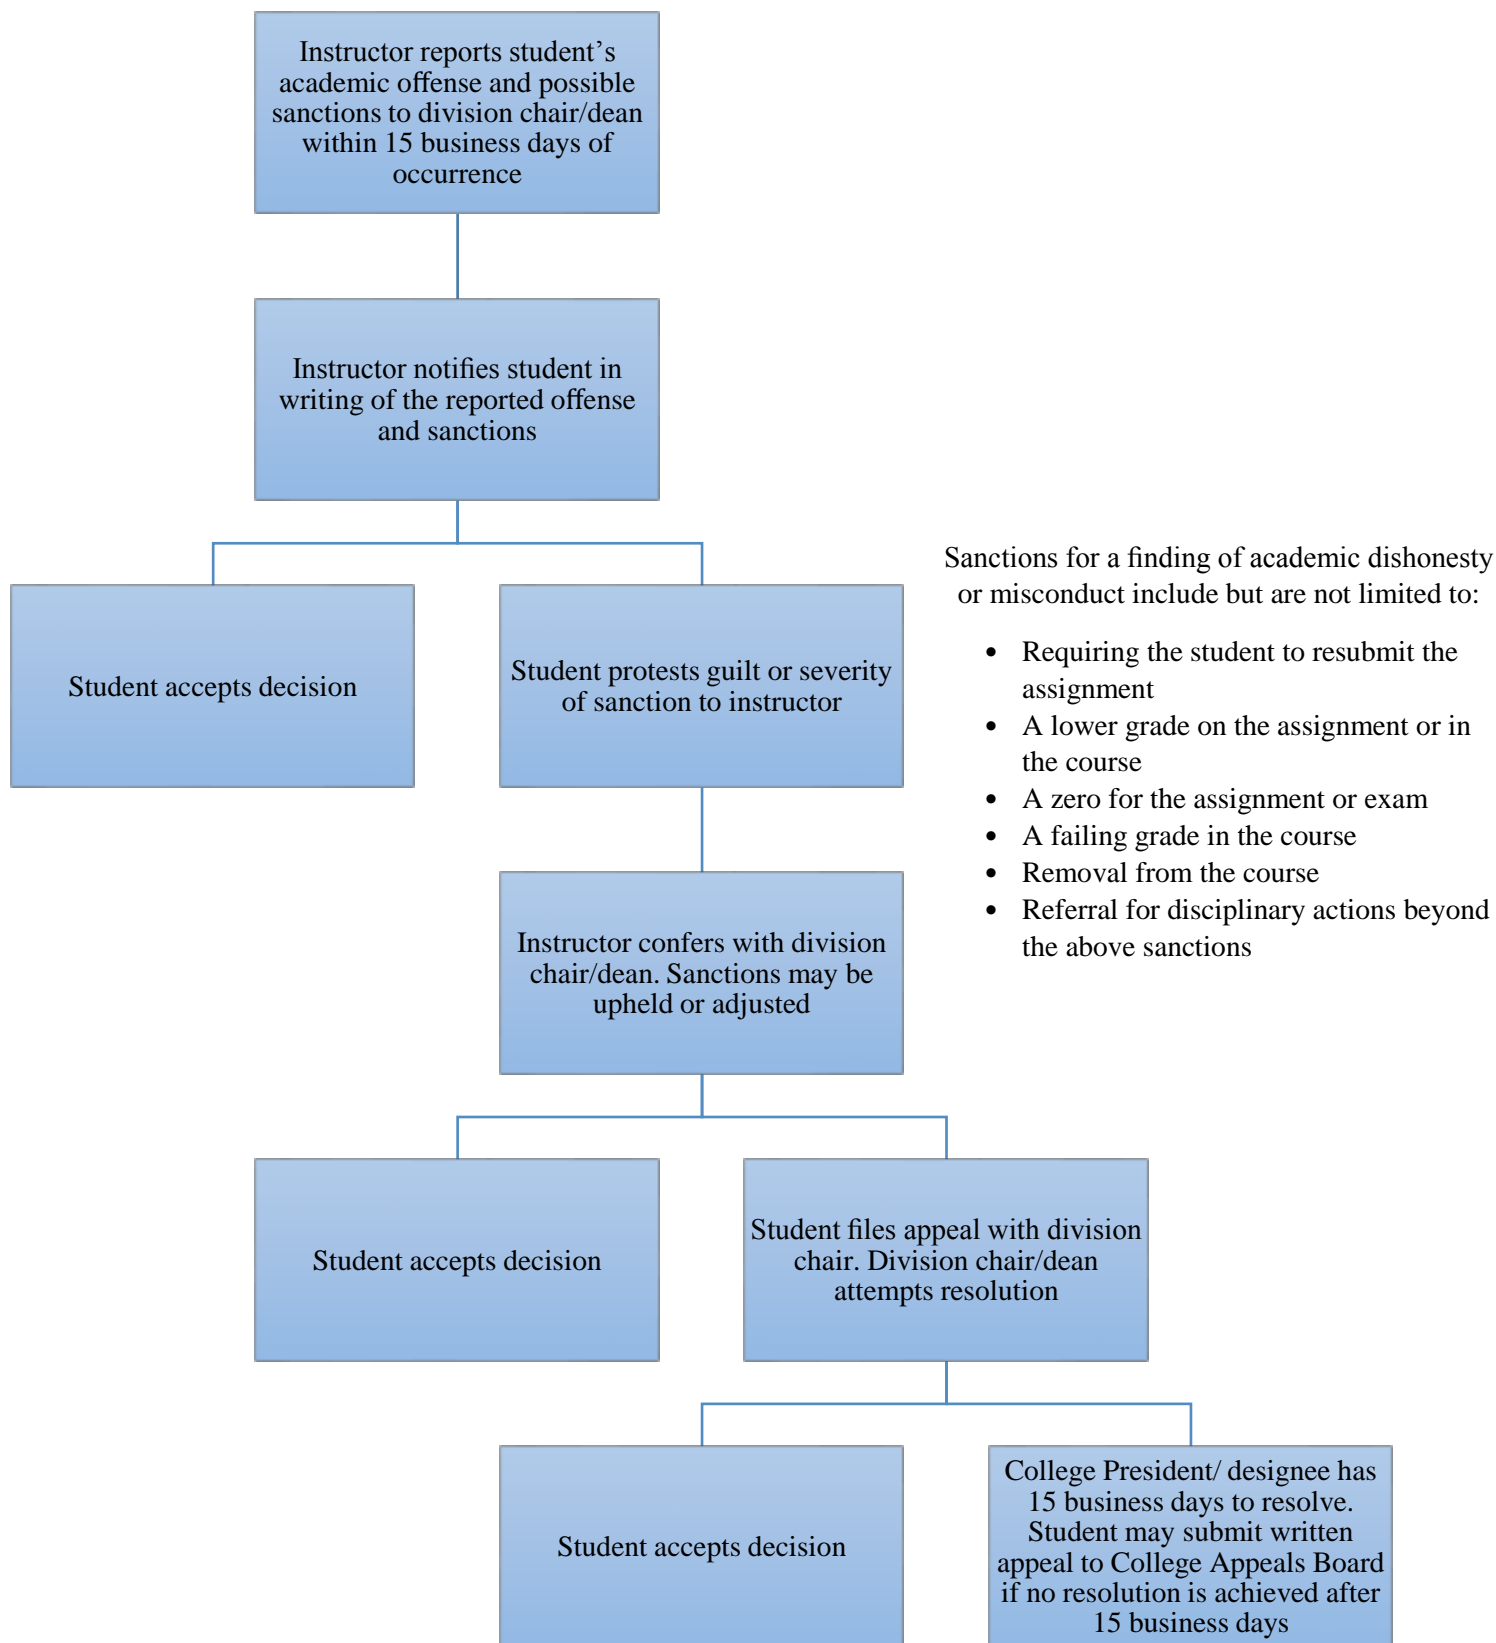 Instructor reports student’s
academic offense and possible
sanctions to division chair/dean
within 15 business days of
occurrence
Instructor notifies student in
writing of the reported offense
and sanctions
Student accepts decision
Student protests guilt or severity
of sanction to instructor
Sanctions for a finding of academic dishonesty
or misconduct include but are not limited to:
• Requiring the student to resubmit the
assignment
• A lower grade on the assignment or in
the course
• A zero for the assignment or exam
• A failing grade in the course
• Removal from the course
• Referral for disciplinary actions beyond
the above sanctions
Instructor confers with division
chair/dean. Sanctions may be
upheld or adjusted
Student accepts decision
Student files appeal with division
chair. Division chair/dean
attempts resolution
Student accepts decision
College President/ designee has
15 business days to resolve.
Student may submit written
appeal to College Appeals Board
if no resolution is achieved after
15 business days